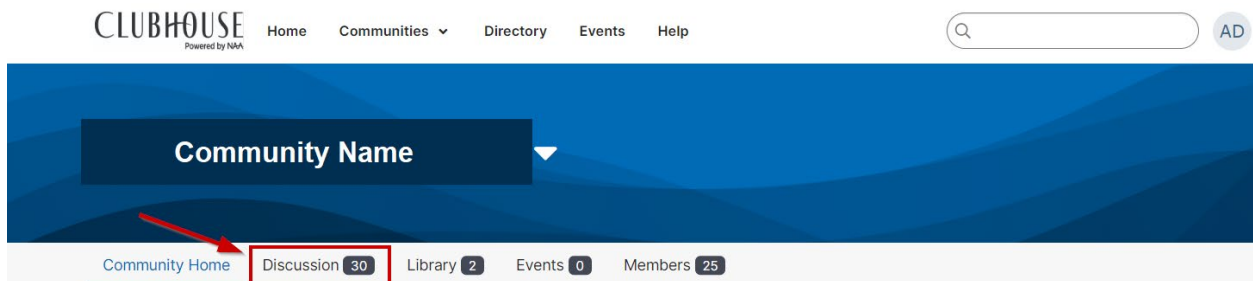 CLUBHOUSE
Powered by NAA
Home Communities Directory Events Help
AD
Community Name
Community Home Discussion 30 Library 2 Events 0 Members 25